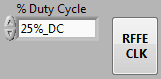 % Duty Cycle
25%_DC
RFFE
CLK